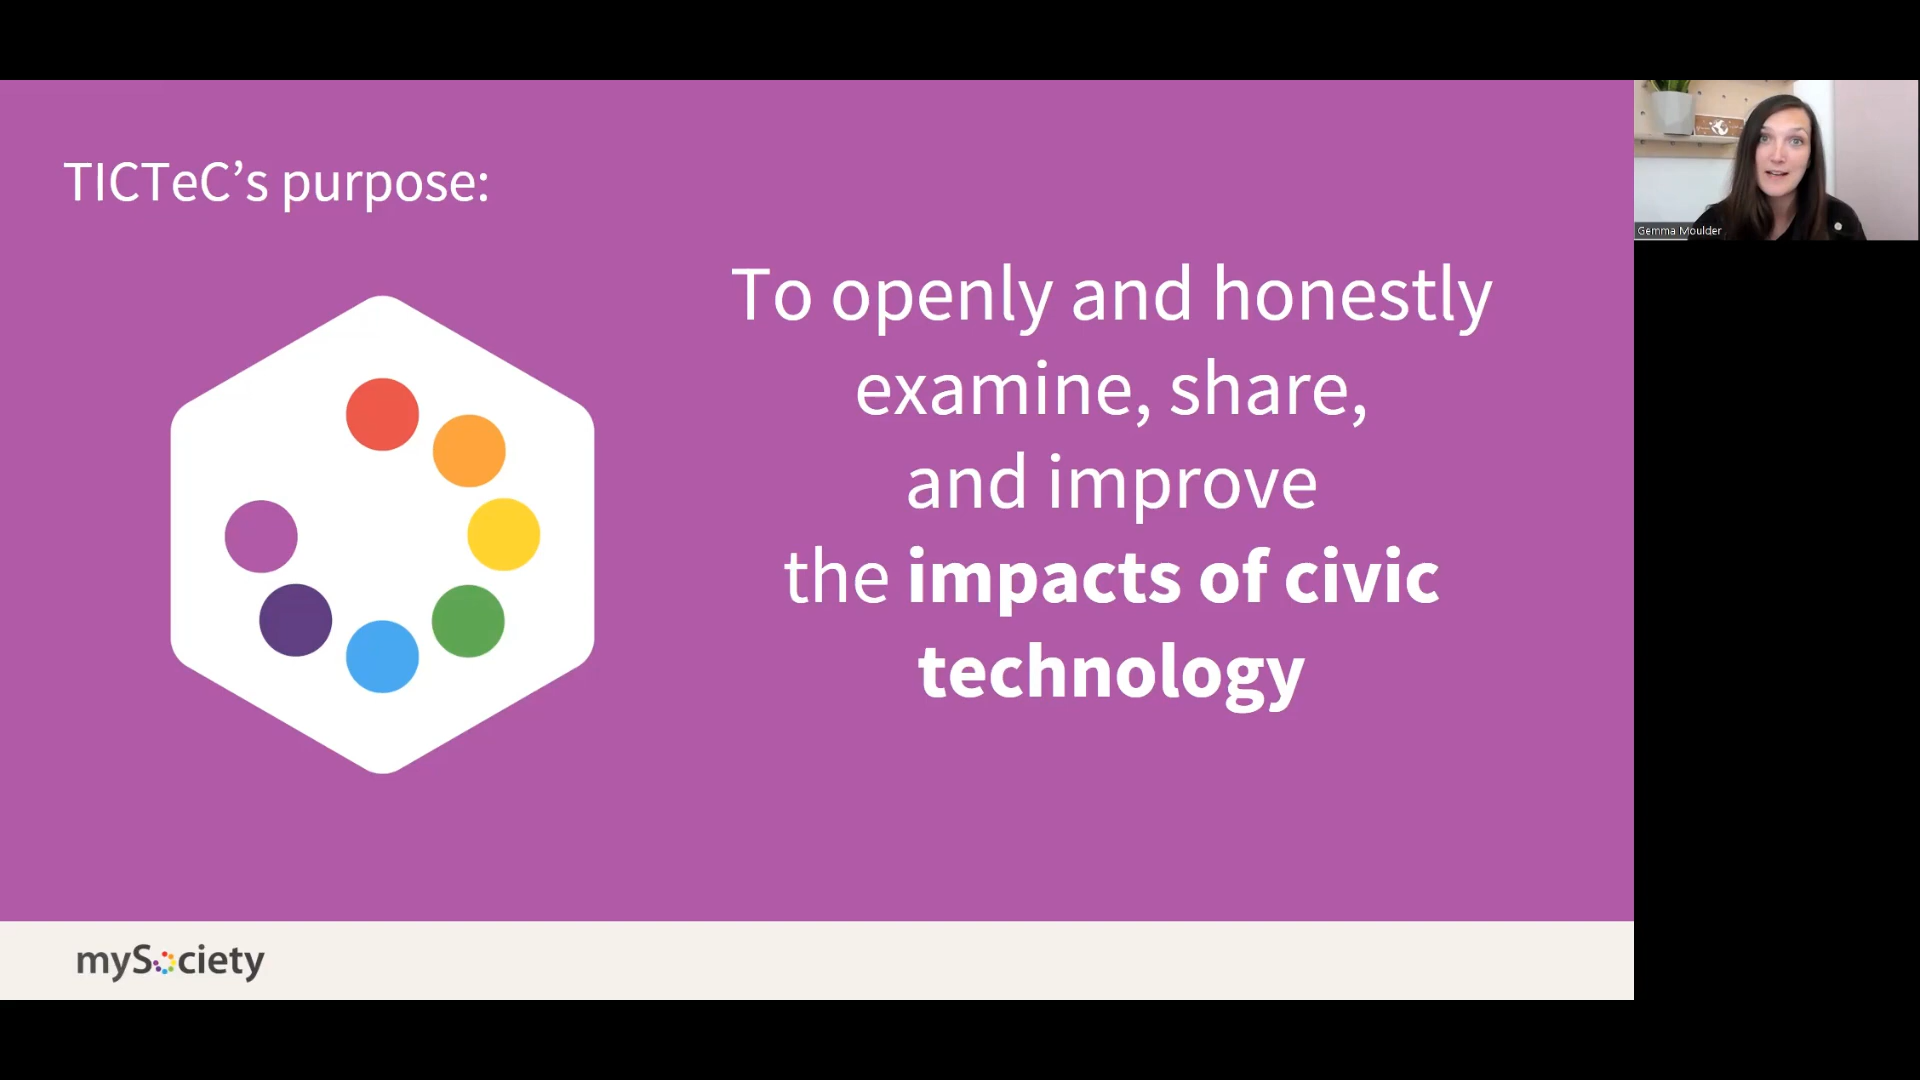 TICTeC’s purpose:
To openly and honestly
examine, share,
and improve
the impacts of civic
technology
mySociety
Gemma Moulder